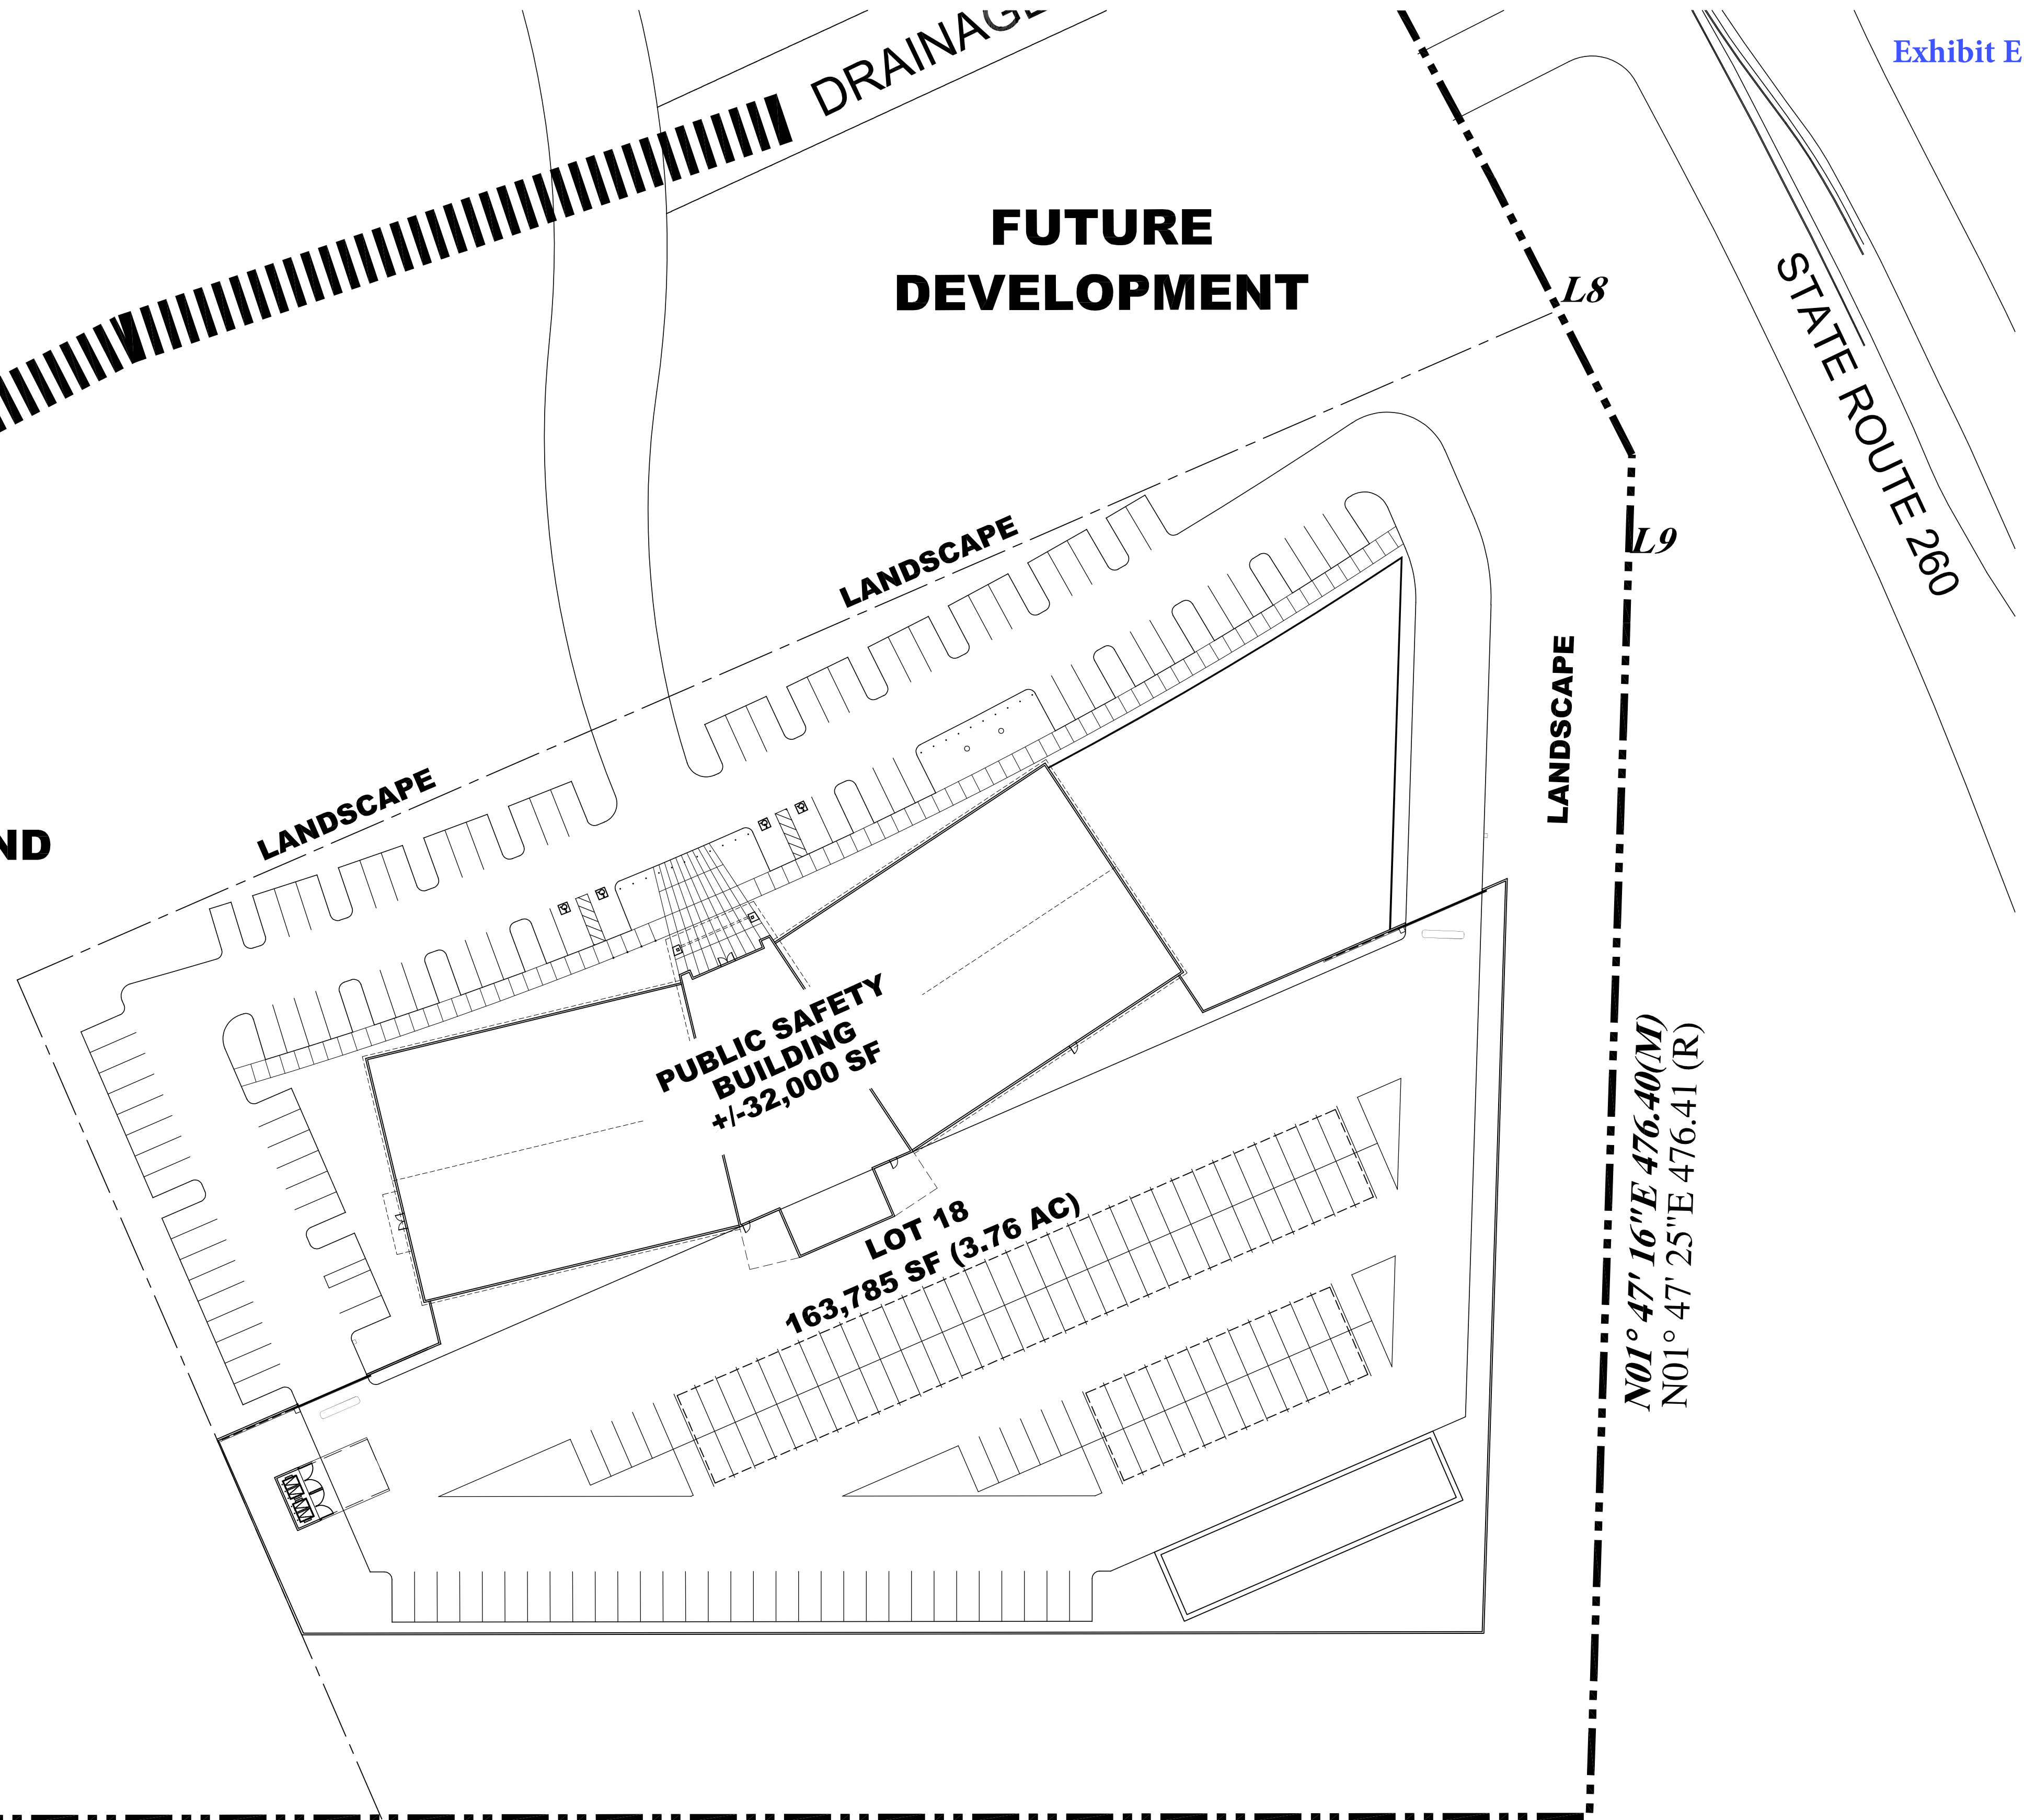 Exhibit E
DRAINAGE
FUTURE
DEVELOPMENT
L8
STATE ROUTE 260
L9
LANDSCAPE
LANDSCAPE
LANDSCAPE
ND
PUBLIC SAFETY
BUILDING
+/-32,000 SF
LOT 18
163,785 SF (3.76 AC)
N01° 47' 16"E 476.40(M)
N01° 47' 25"E 476.41 (R)